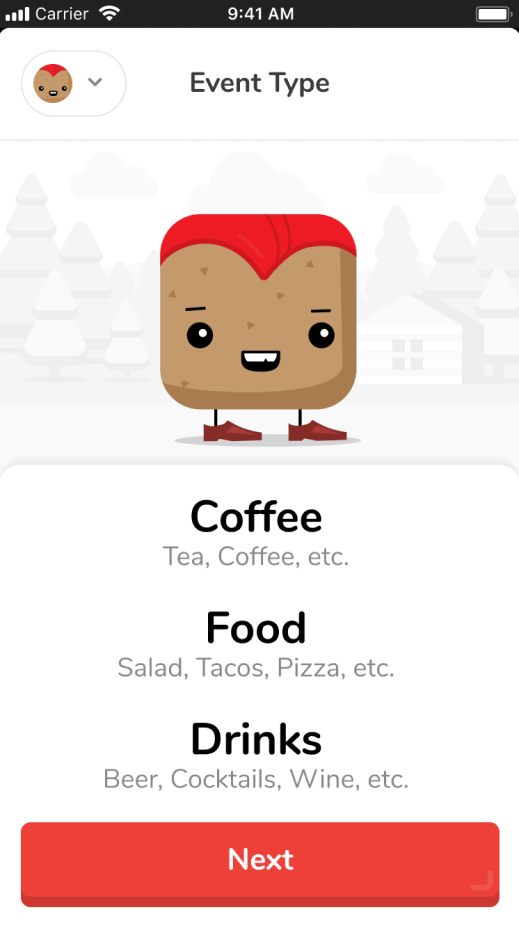 Carrier 9:41 AM
Event Type
Coffee
Tea, Coffee, etc.
Food
Salad, Tacos, Pizza, etc.
Drinks
Beer, Cocktails, Wine, etc.
Next